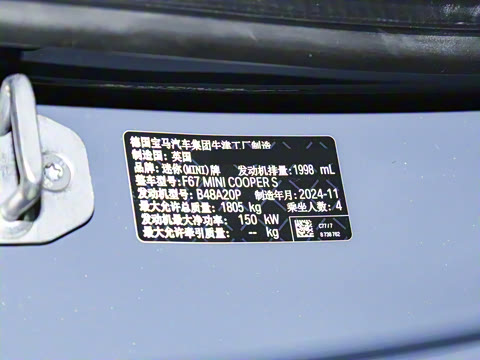 德国宝马汽车集团牛津工厂制造
制造国：英国
品牌：迷你(MINI)牌 发动机排量：1998 mL
整车型号：F67 MINI COOPER S
发动机型号：B48A20P 制造年月：2024-11
最大允许总质量：1805 kg 乘坐人数：4
发动机最大净功率：150 kW
最大允许牵引质量：-- kg